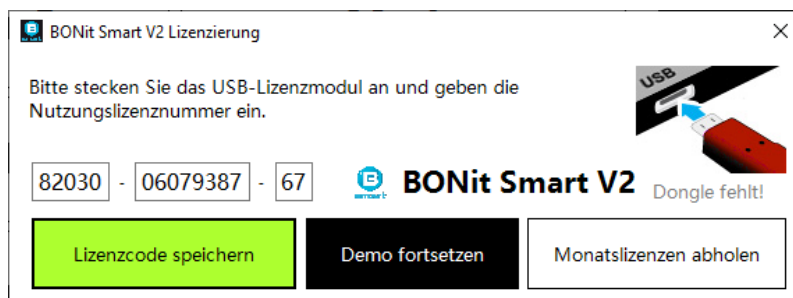 BONit Smart V2 Lizenzierung
Bitte stecken Sie das USB-Lizenzmodul an und geben die
Nutzungslizenznummer ein.
USB
82030 - 06079387 - 67
BONit Smart V2
Dongle fehlt!
Lizenzcode speichern
Demo fortsetzen
Monatslizenzen abholen